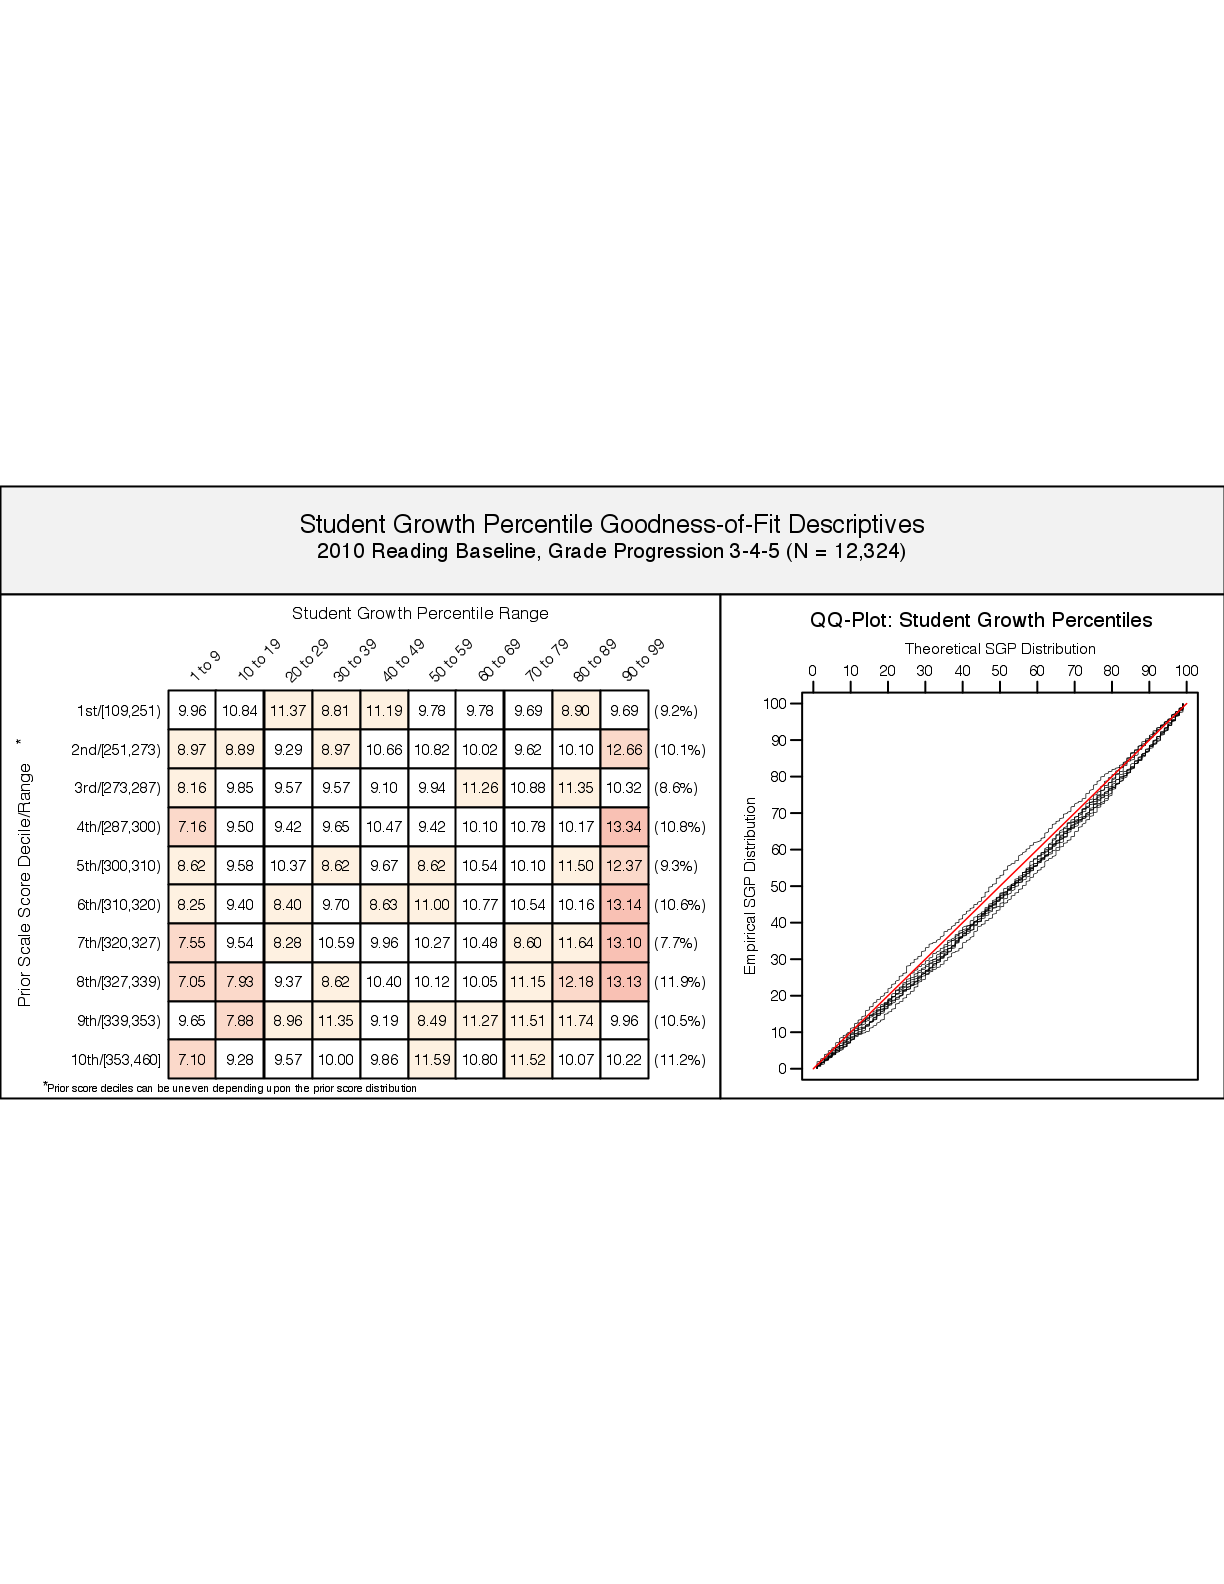 Student Growth Percentile Goodness-of-Fit Descriptives
2010 Reading Baseline, Grade Progression 3-4-5 (N = 12,324)
Student Growth Percentile Range
1 to 9 10 to 19 20 to 29 30 to 39 40 to 49 50 to 59 60 to 69 70 to 79 80 to 89 90 to 99
Prior Scale Score Decile/Range *
1st/[109,251) 9.96 10.84 11.37 8.81 11.19 9.78 9.78 9.69 8.90 9.69 (9.2%)
2nd/[251,273) 8.97 8.89 9.29 8.97 10.66 10.82 10.02 9.62 10.10 12.66 (10.1%)
3rd/[273,287) 8.16 9.85 9.57 9.57 9.10 9.94 11.26 10.88 11.35 10.32 (8.6%)
4th/[287,300) 7.16 9.50 9.42 9.65 10.47 9.42 10.10 10.78 10.17 13.34 (10.8%)
5th/[300,310) 8.62 9.58 10.37 8.62 9.67 8.62 10.54 10.10 11.50 12.37 (9.3%)
6th/[310,320) 8.25 9.40 8.40 9.70 8.63 11.00 10.77 10.54 10.16 13.14 (10.6%)
7th/[320,327) 7.55 9.54 8.28 10.59 9.96 10.27 10.48 8.60 11.64 13.10 (7.7%)
8th/[327,339) 7.05 7.93 9.37 8.62 10.40 10.12 10.05 11.15 12.18 13.13 (11.9%)
9th/[339,353) 9.65 7.88 8.96 11.35 9.19 8.49 11.27 11.51 11.74 9.96 (10.5%)
10th/[353,460] 7.10 9.28 9.57 10.00 9.86 11.59 10.80 11.52 10.07 10.22 (11.2%)
*Prior score deciles can be uneven depending upon the prior score distribution
QQ-Plot: Student Growth Percentiles
Theoretical SGP Distribution
0 10 20 30 40 50 60 70 80 90 100
Empirical SGP Distribution
100
90
80
70
60
50
40
30
20
10
0